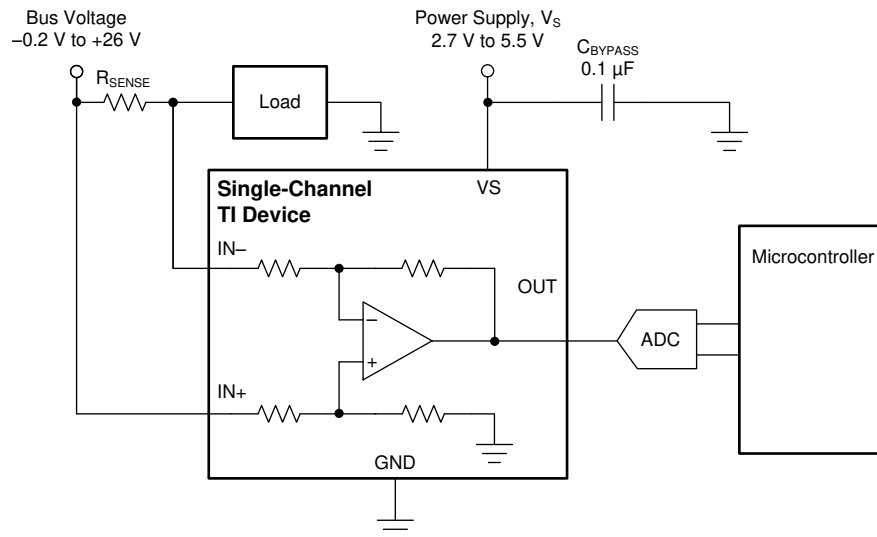 Bus Voltage
–0.2 V to +26 V
RSENSE
Load
Power Supply, VS
2.7 V to 5.5 V
CBYPASS
0.1 µF
Single-Channel
TI Device
VS
IN–
OUT
–
+
IN+
GND
ADC
Microcontroller